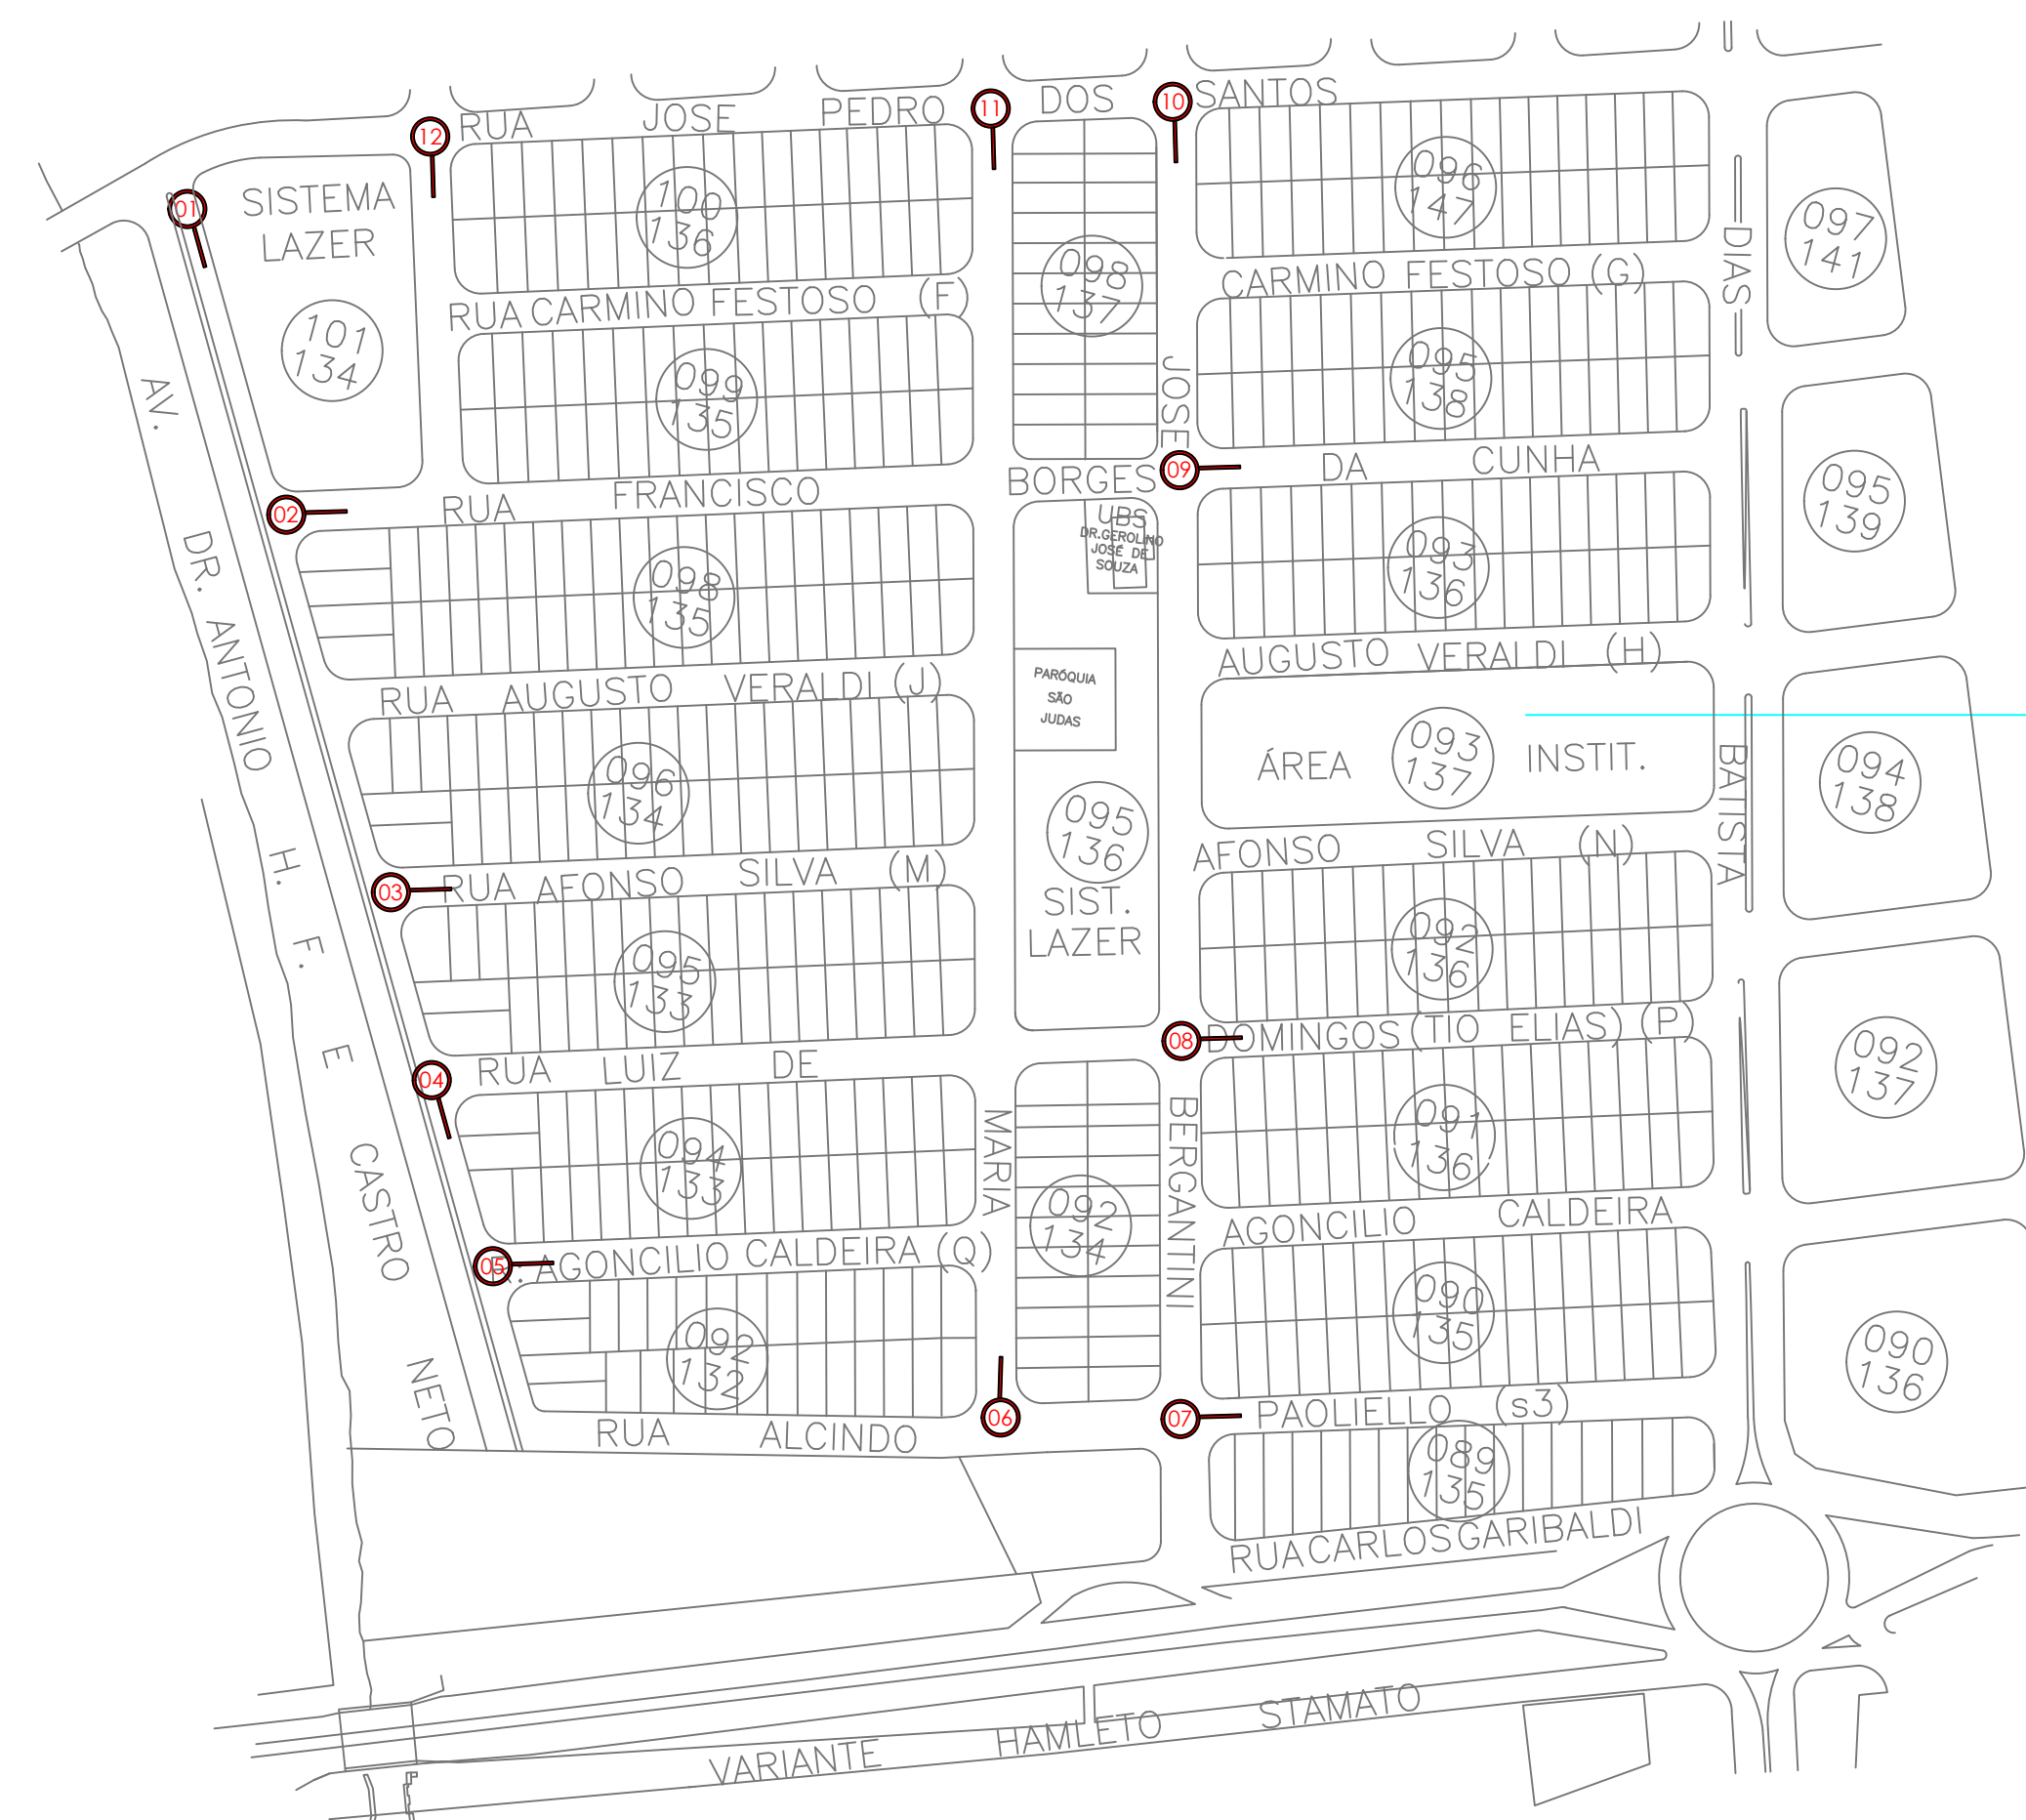 RUA JOSE PEDRO DOS SANTOS
12
11
10
01
SISTEMA
LAZER
101
134
100
136
098
137
096
147
097
141
DIAS
RUA CARMINO FESTOSO (F)
CARMINO FESTOSO (G)
099
135
JOSE
095
138
AV. DR. ANTONIO H. F. E CASTRO NETO
02
RUA FRANCISCO BORGES
09
DA CUNHA
095
139
098
135
UBS
DR.GEROLINO
JOSÉ DE
SOUZA
093
136
RUA AUGUSTO VERALDI (J)
AUGUSTO VERALDI (H)
PARÓQUIA
SÃO
JUDAS
096
134
095
136
SIST.
LAZER
ÁREA
093
137
INSTIT.
BATISTA
094
138
03
RUA AFONSO SILVA (M)
AFONSO SILVA (N)
095
133
092
136
092
137
04
RUA LUIZ DE
08
DOMINGOS (TIO ELIAS) (P)
094
133
MARIA
092
134
BERGANTINI
091
136
05
R. AGONCILIO CALDEIRA (Q)
AGONCILIO CALDEIRA
092
132
090
135
090
136
RUA ALCINDO
06
07
PAOLIELLO (s3)
089
135
RUA CARLOS GARIBALDI
VARIANTE HAMLETO STAMATO